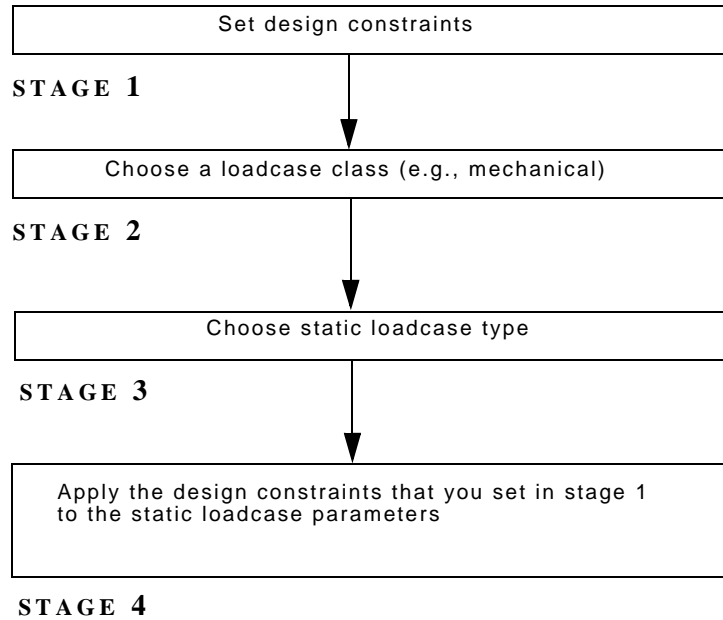 Set design constraints
STAGE 1
Choose a loadcase class (e.g., mechanical)
STAGE 2
Choose static loadcase type
STAGE 3
Apply the design constraints that you set in stage 1
to the static loadcase parameters
STAGE 4